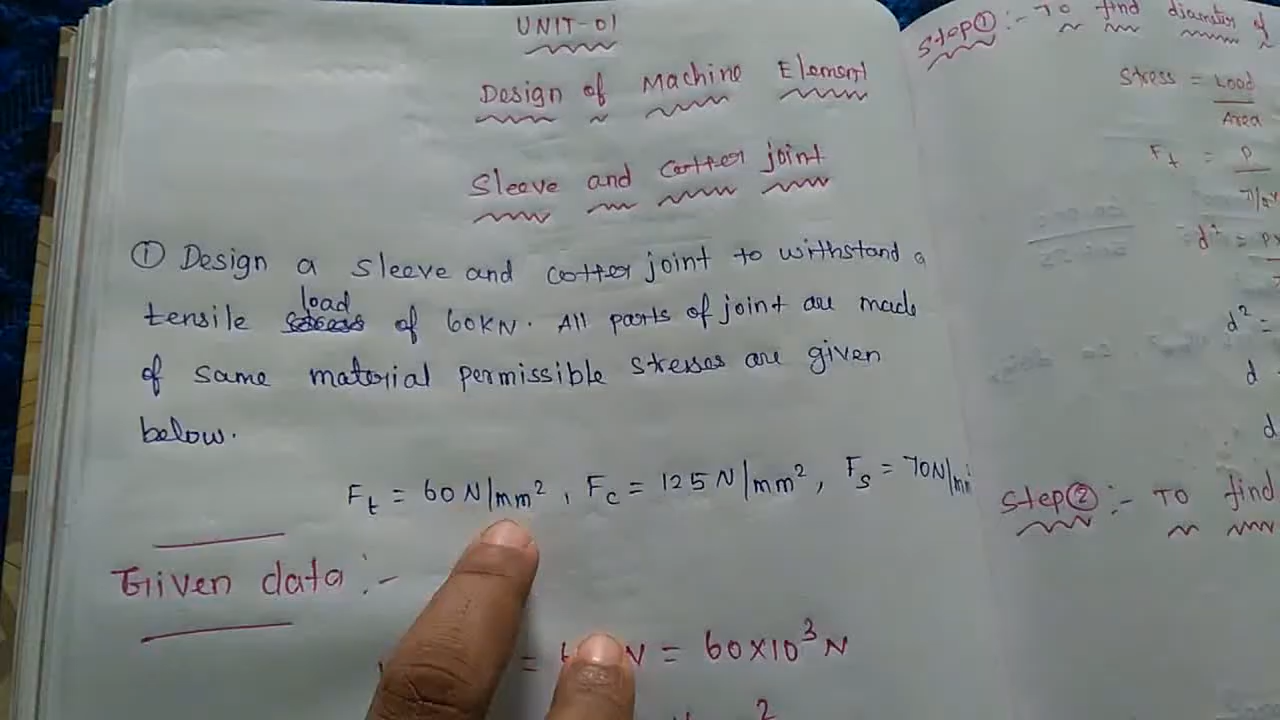 UNIT-01
Design of Machine Element
Sleeve and cotter joint
① Design a sleeve and cotter joint to withstand a
tensile load of 60KN. All parts of joint are made
of same material permissible stresses are given
below.
Ft = 60 N/mm², Fc = 125 N/mm², Fs = 70N/mm
Given data :-
= 60×10³ N
2
Step① :- To find diameter of
Stress = Load
Area
Ft = P
d² =
d² =
d
d
Step② :- To find